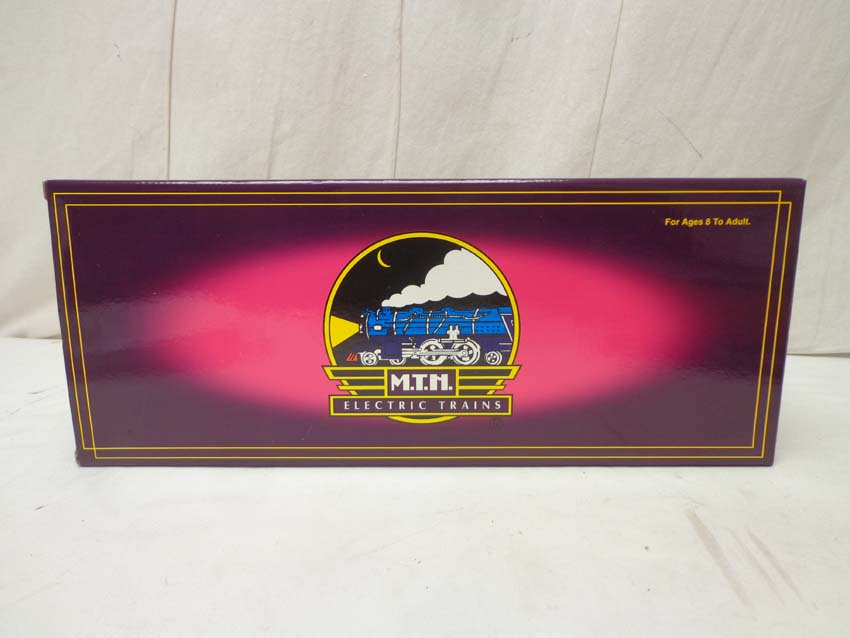 For Ages 8 To Adult.
M.T.H.
ELECTRIC TRAINS